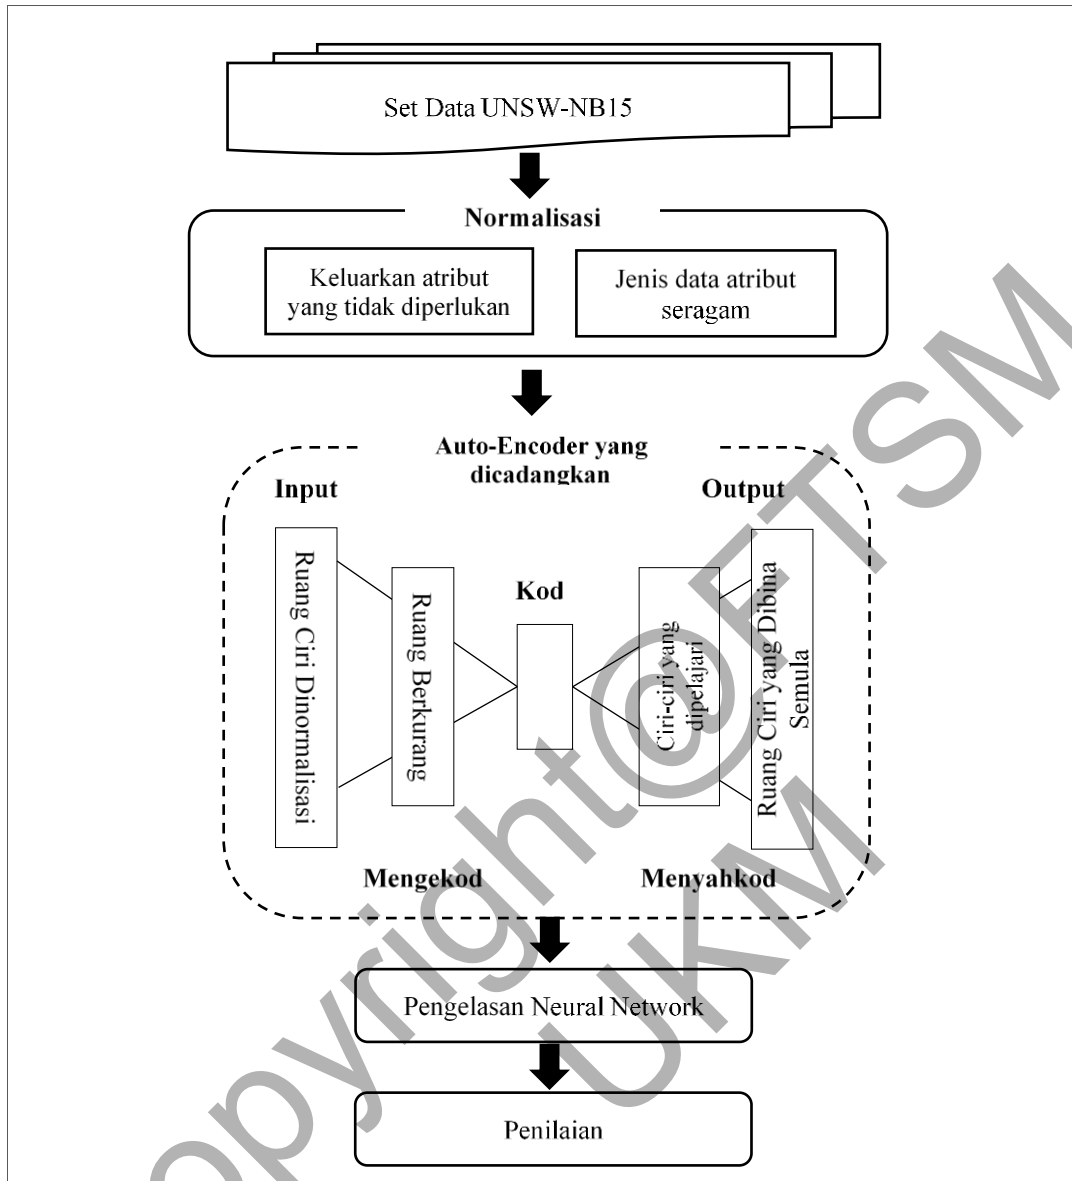 Set Data UNSW-NB15
Normalisasi
Keluarkan atribut
yang tidak diperlukan
Jenis data atribut
seragam
Auto-Encoder yang
dicadangkan
Input
Output
Ruang Ciri Dinormalisasi
Ruang Berkurang
Kod
Ciri-ciri yang
dipelajari
Ruang Ciri yang Dibina
Semula
Mengekod
Menyahkod
Pengelasan Neural Network
Penilaian
opyright@FTSM
UKM